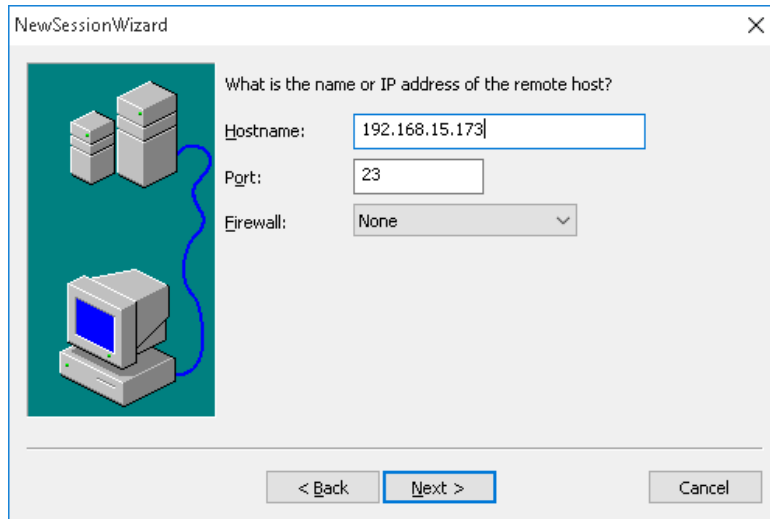 NewSessionWizard
What is the name or IP address of the remote host?
Hostname: 192.168.15.173
Port: 23
Firewall: None
< Back Next > Cancel